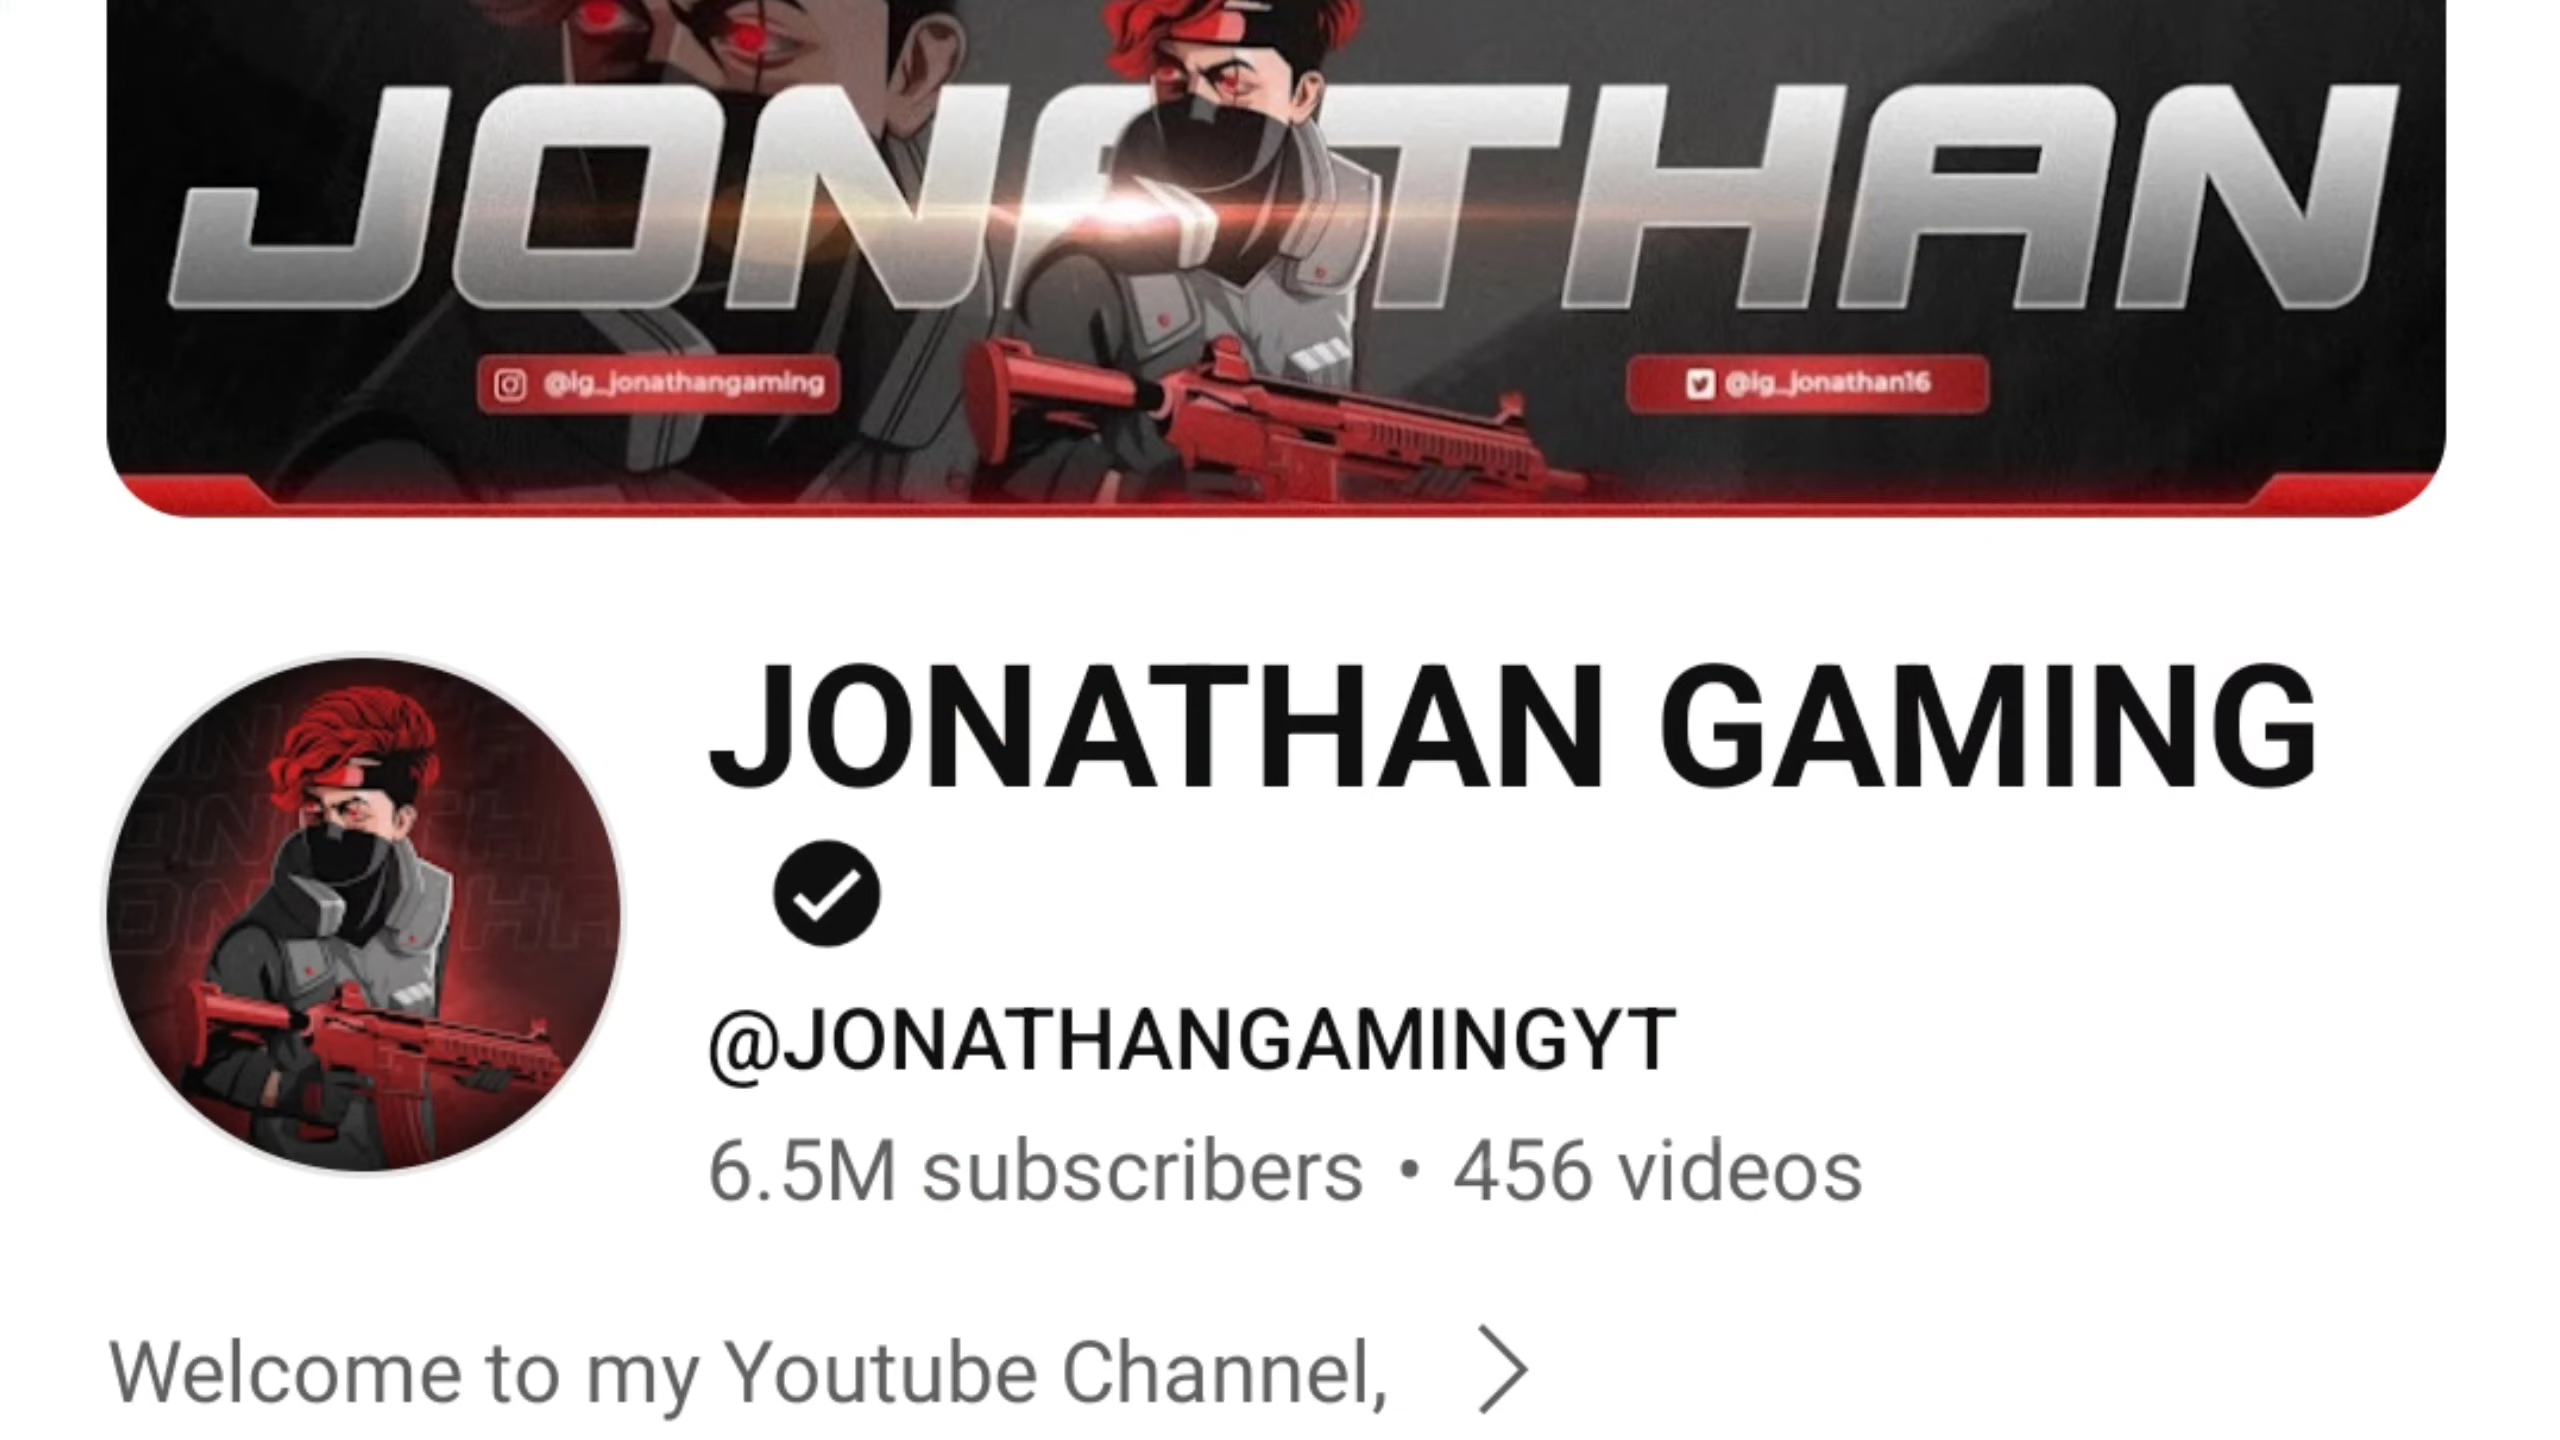 JONATHAN
@ig_jonathangaming
@ig_jonathan16
JONATHAN GAMING
@JONATHANGAMINGYT
6.5M subscribers • 456 videos
Welcome to my Youtube Channel,